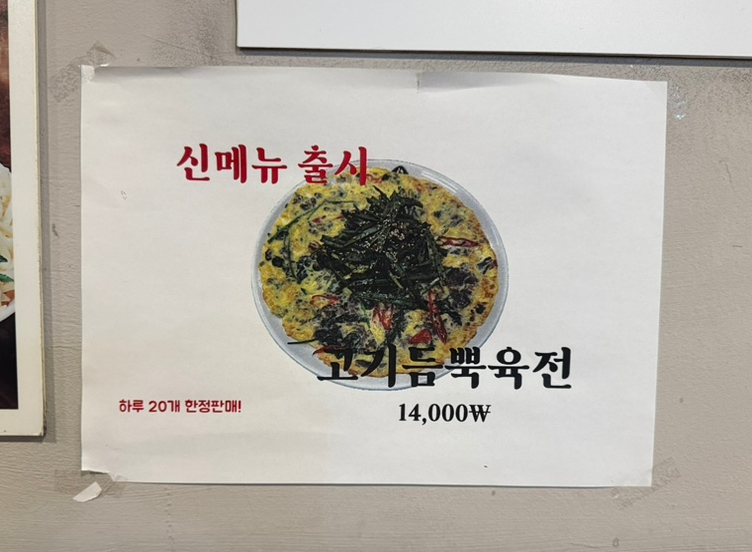 신메뉴 출시
고기듬뿍육전
하루 20개 한정판매!
14,000₩